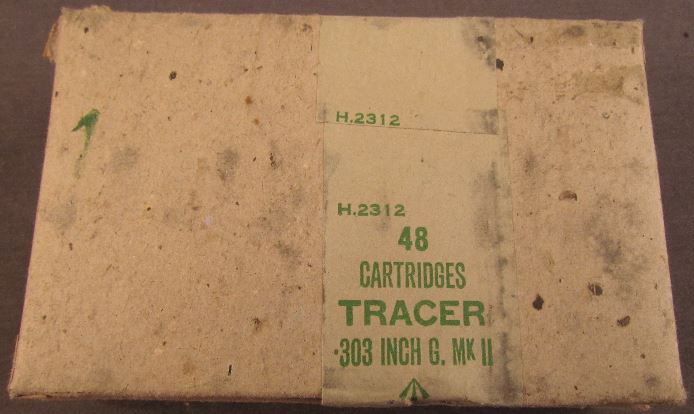 H.2312
H.2312
48
CARTRIDGES
TRACER
·303 INCH G. Mk II